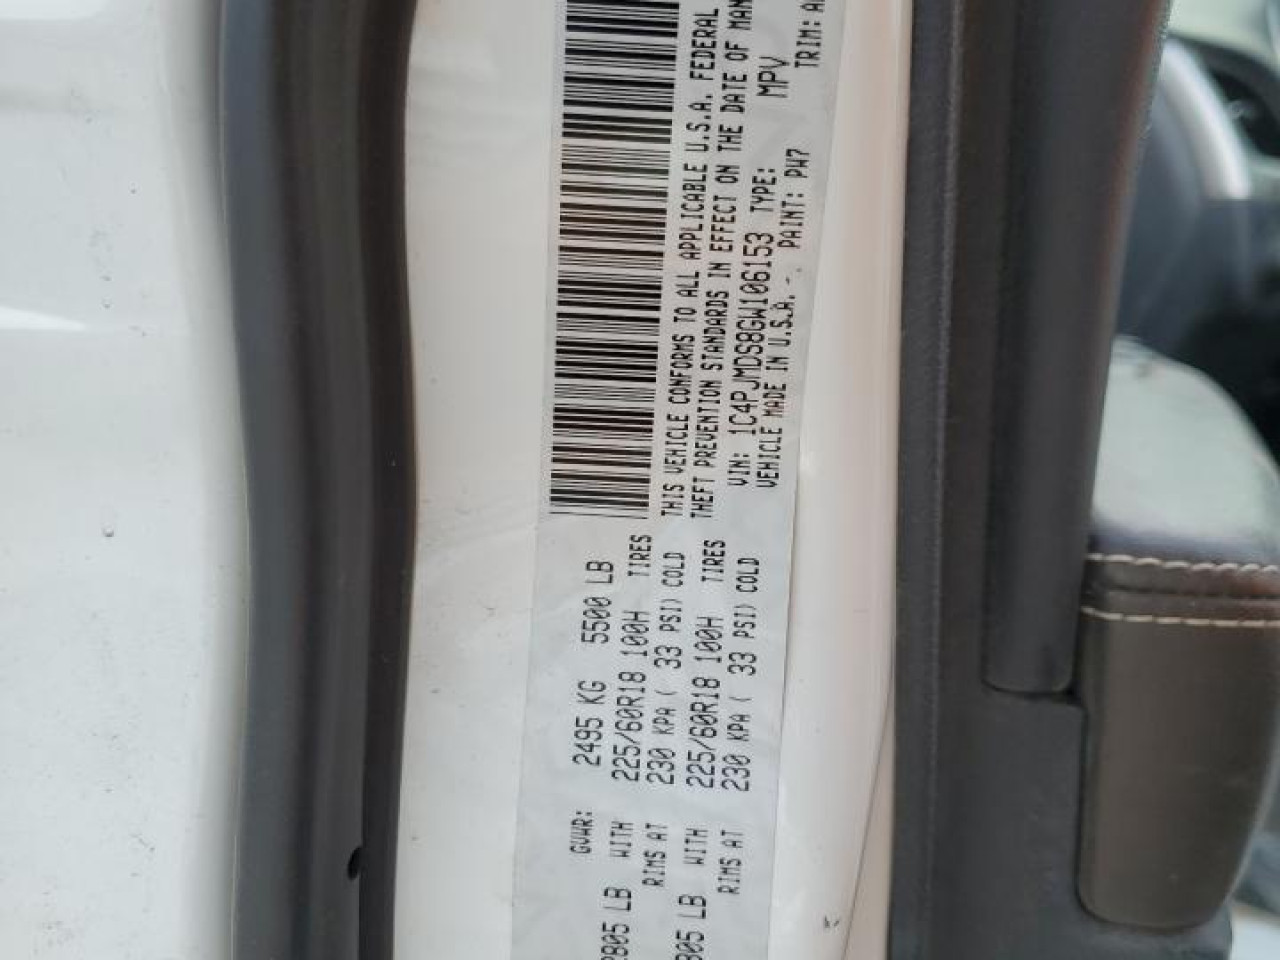 GVWR: 2495 KG 5500 LB
2805 LB WITH 225/60R18 100H TIRES
RIMS AT 230 KPA ( 33 PSI) COLD
805 LB WITH 225/60R18 100H TIRES
RIMS AT 230 KPA ( 33 PSI) COLD
THIS VEHICLE CONFORMS TO ALL APPLICABLE U.S.A. FEDERAL
THEFT PREVENTION STANDARDS IN EFFECT ON THE DATE OF MAN
VIN: 1C4PJMDS8GW106153 TYPE: MPV
VEHICLE MADE IN U.S.A. PAINT: PW7 TRIM: